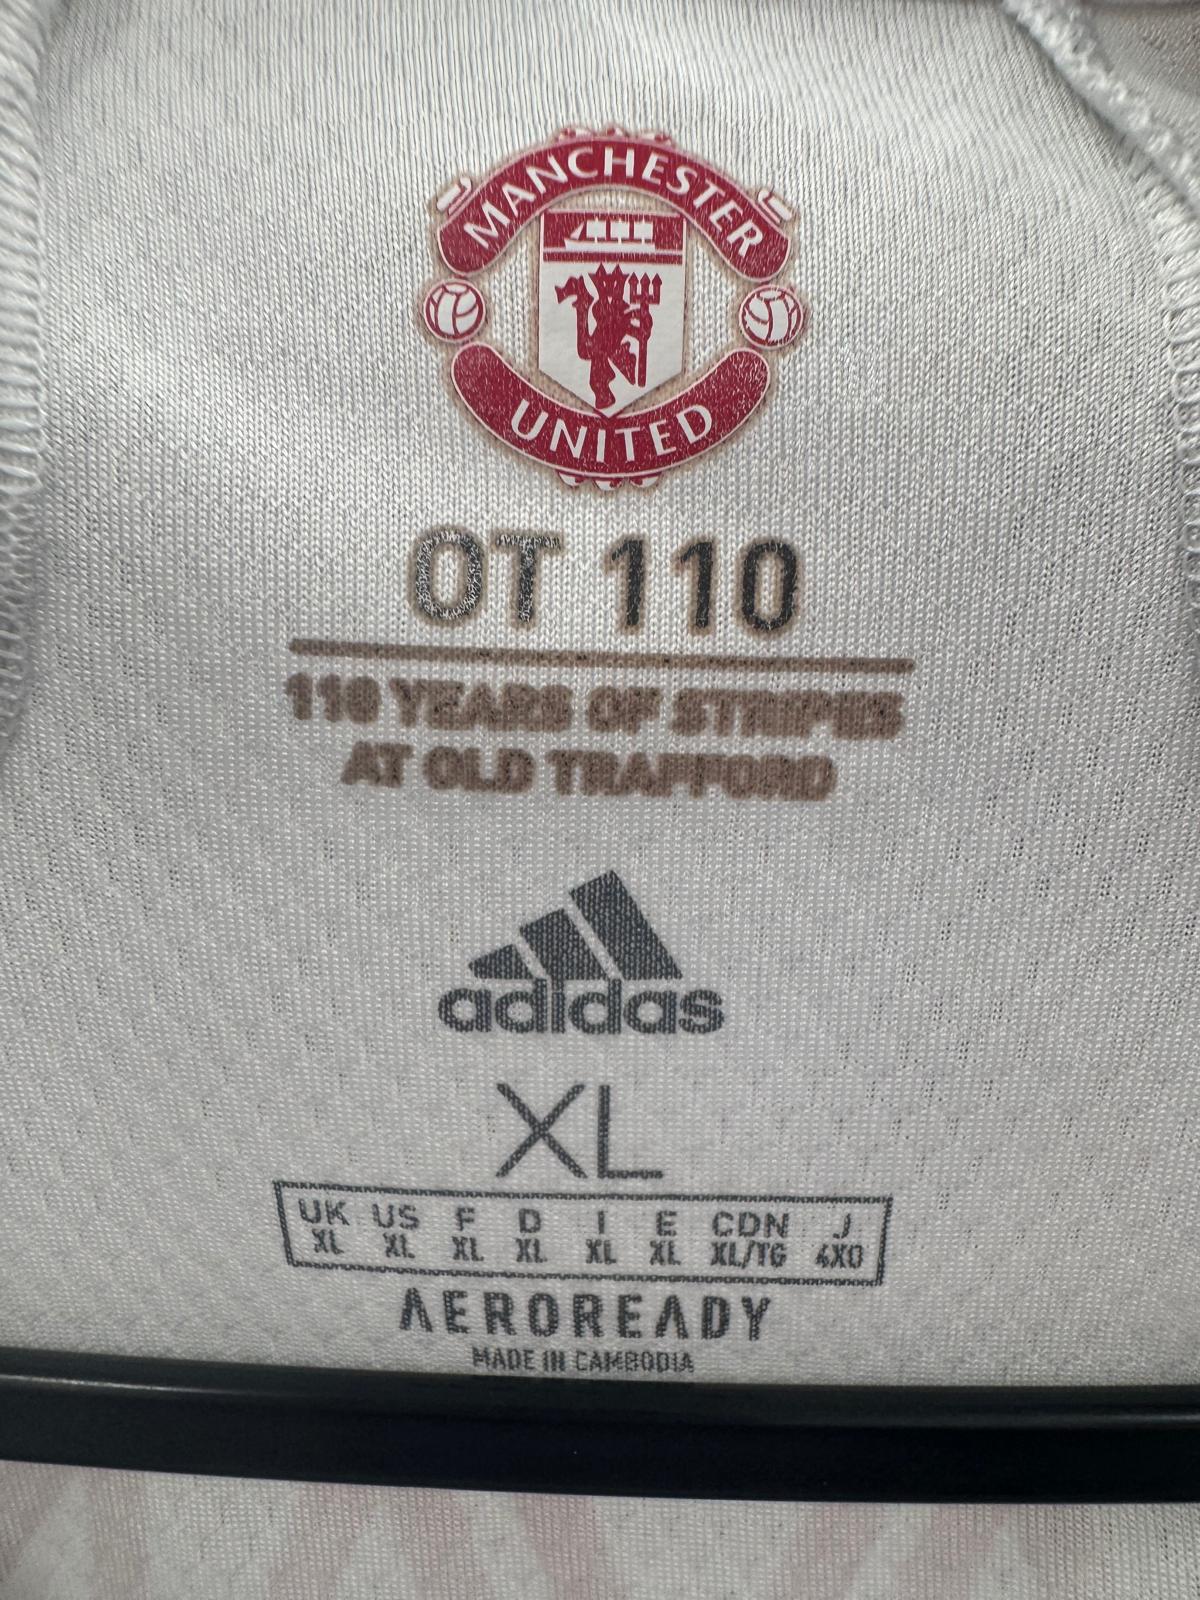 MANCHESTER
UNITED
OT 110
110 YEARS OF STRIPES
AT OLD TRAFFORD
adidas
XL
UK US F D I E CDN J
XL XL XL XL XL XL XL/TG 4XO
AEROREADY
MADE IN CAMBODIA